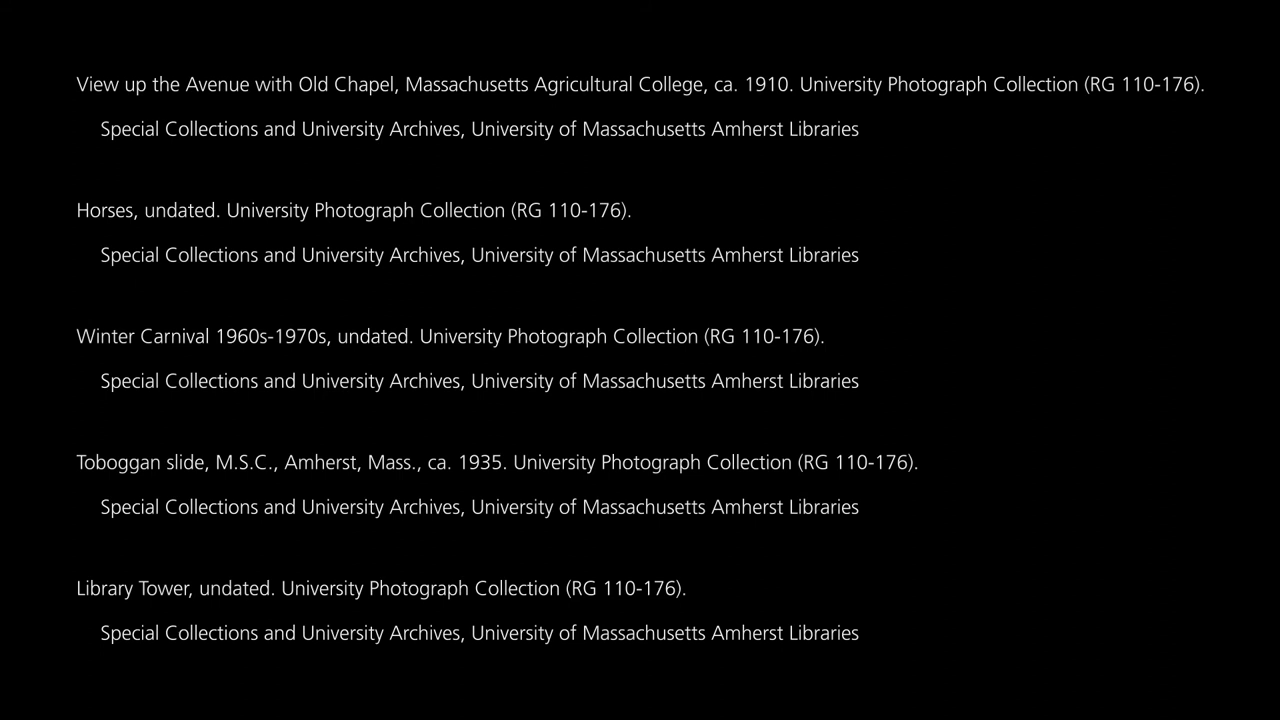 View up the Avenue with Old Chapel, Massachusetts Agricultural College, ca. 1910. University Photograph Collection (RG 110-176).
Special Collections and University Archives, University of Massachusetts Amherst Libraries
Horses, undated. University Photograph Collection (RG 110-176).
Special Collections and University Archives, University of Massachusetts Amherst Libraries
Winter Carnival 1960s-1970s, undated. University Photograph Collection (RG 110-176).
Special Collections and University Archives, University of Massachusetts Amherst Libraries
Toboggan slide, M.S.C., Amherst, Mass., ca. 1935. University Photograph Collection (RG 110-176).
Special Collections and University Archives, University of Massachusetts Amherst Libraries
Library Tower, undated. University Photograph Collection (RG 110-176).
Special Collections and University Archives, University of Massachusetts Amherst Libraries